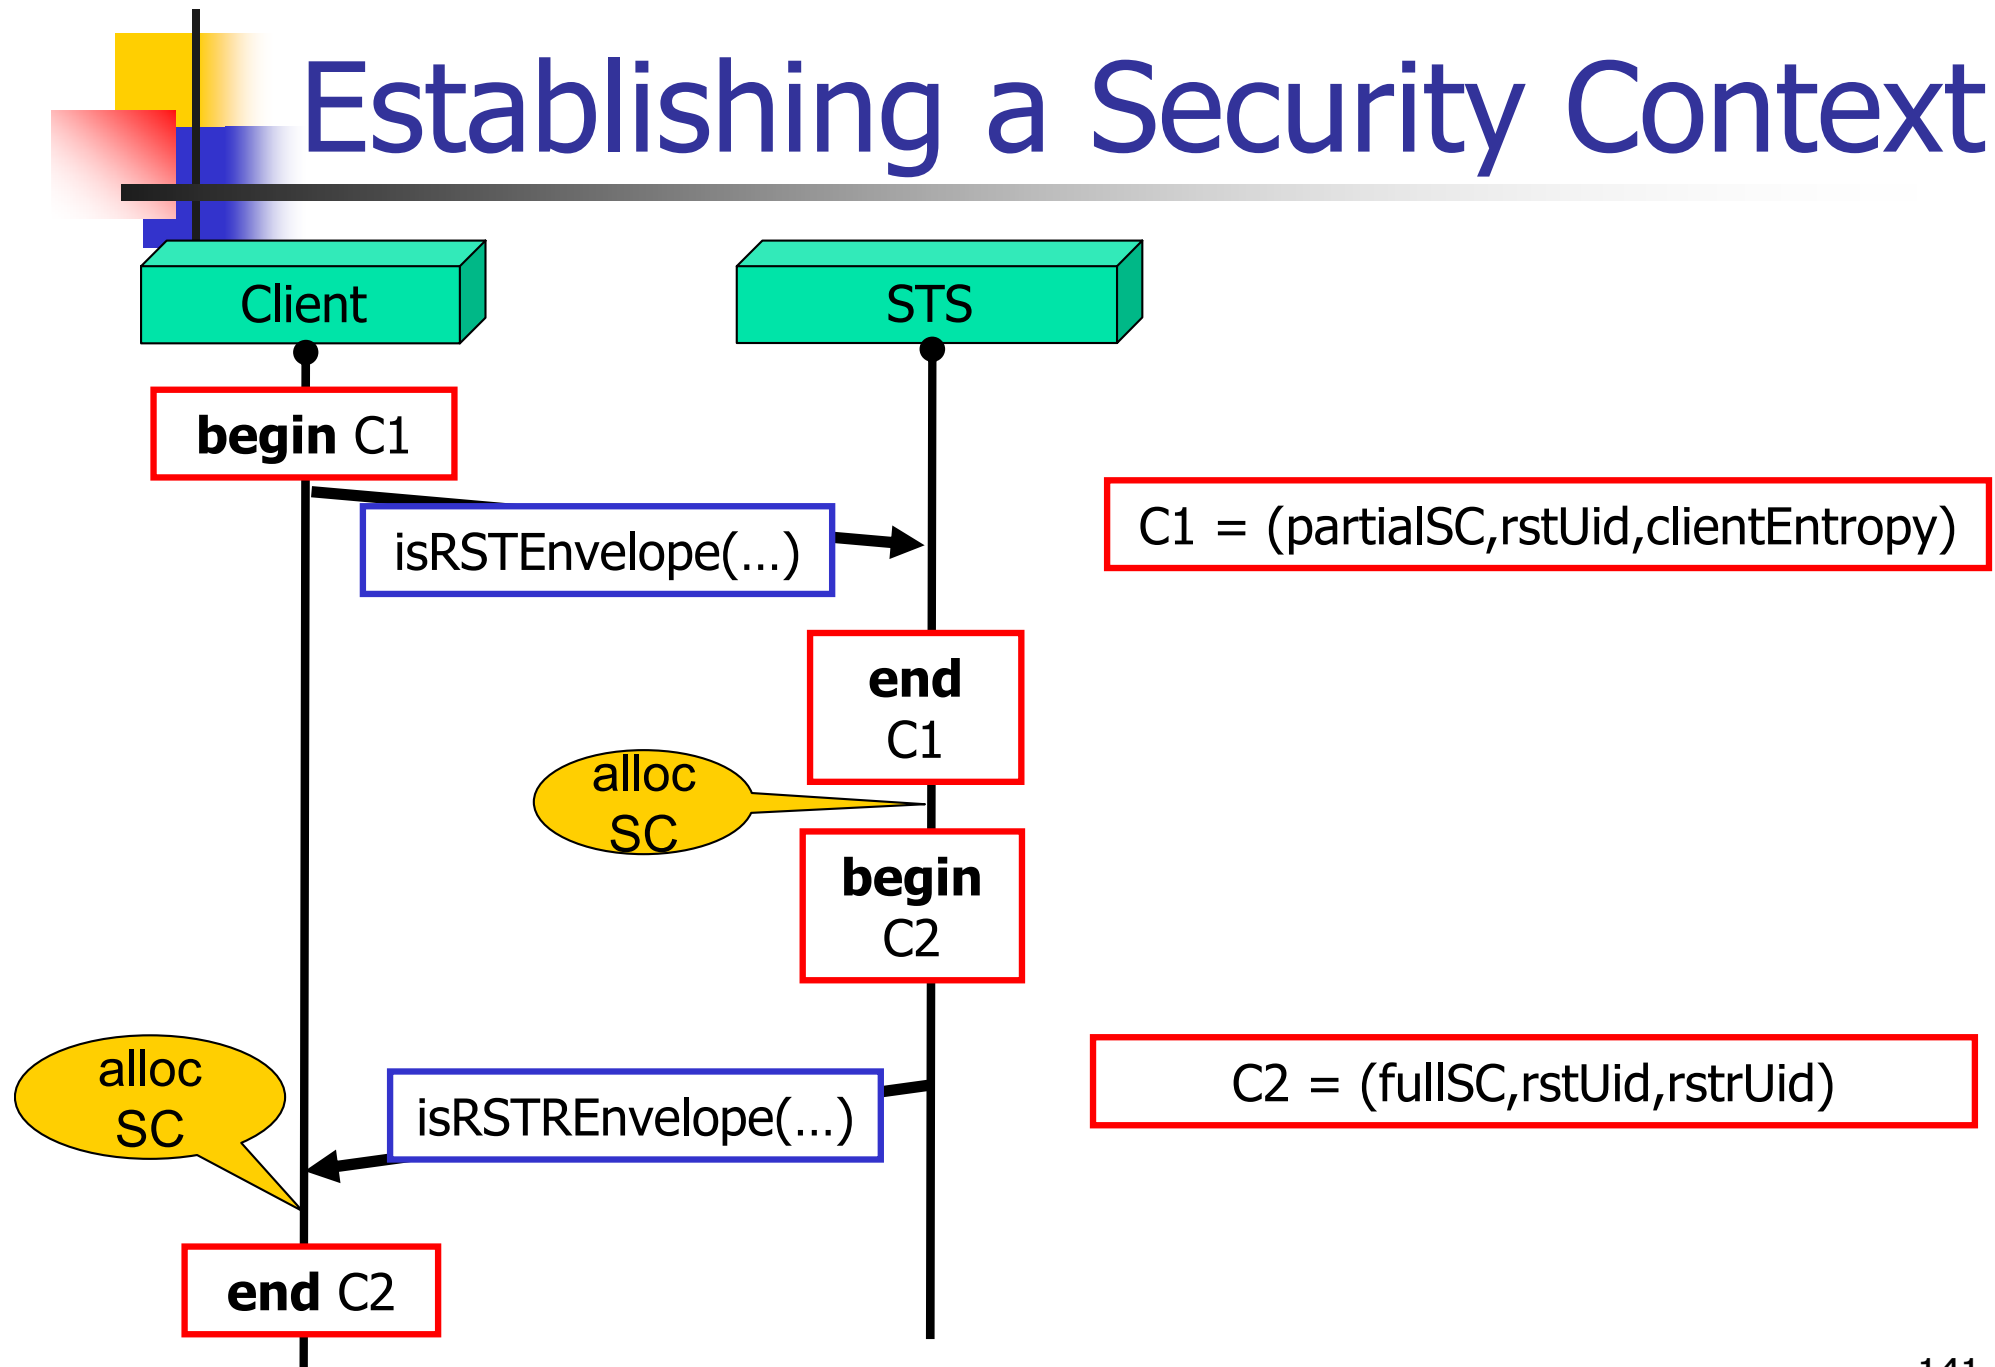 Establishing a Security Context
Client
STS
begin C1
isRSTEnvelope(...)
C1 = (partialSC,rstUid,clientEntropy)
end
C1
alloc
SC
begin
C2
alloc
SC
isRSTREnvelope(...)
C2 = (fullSC,rstUid,rstrUid)
end C2
141